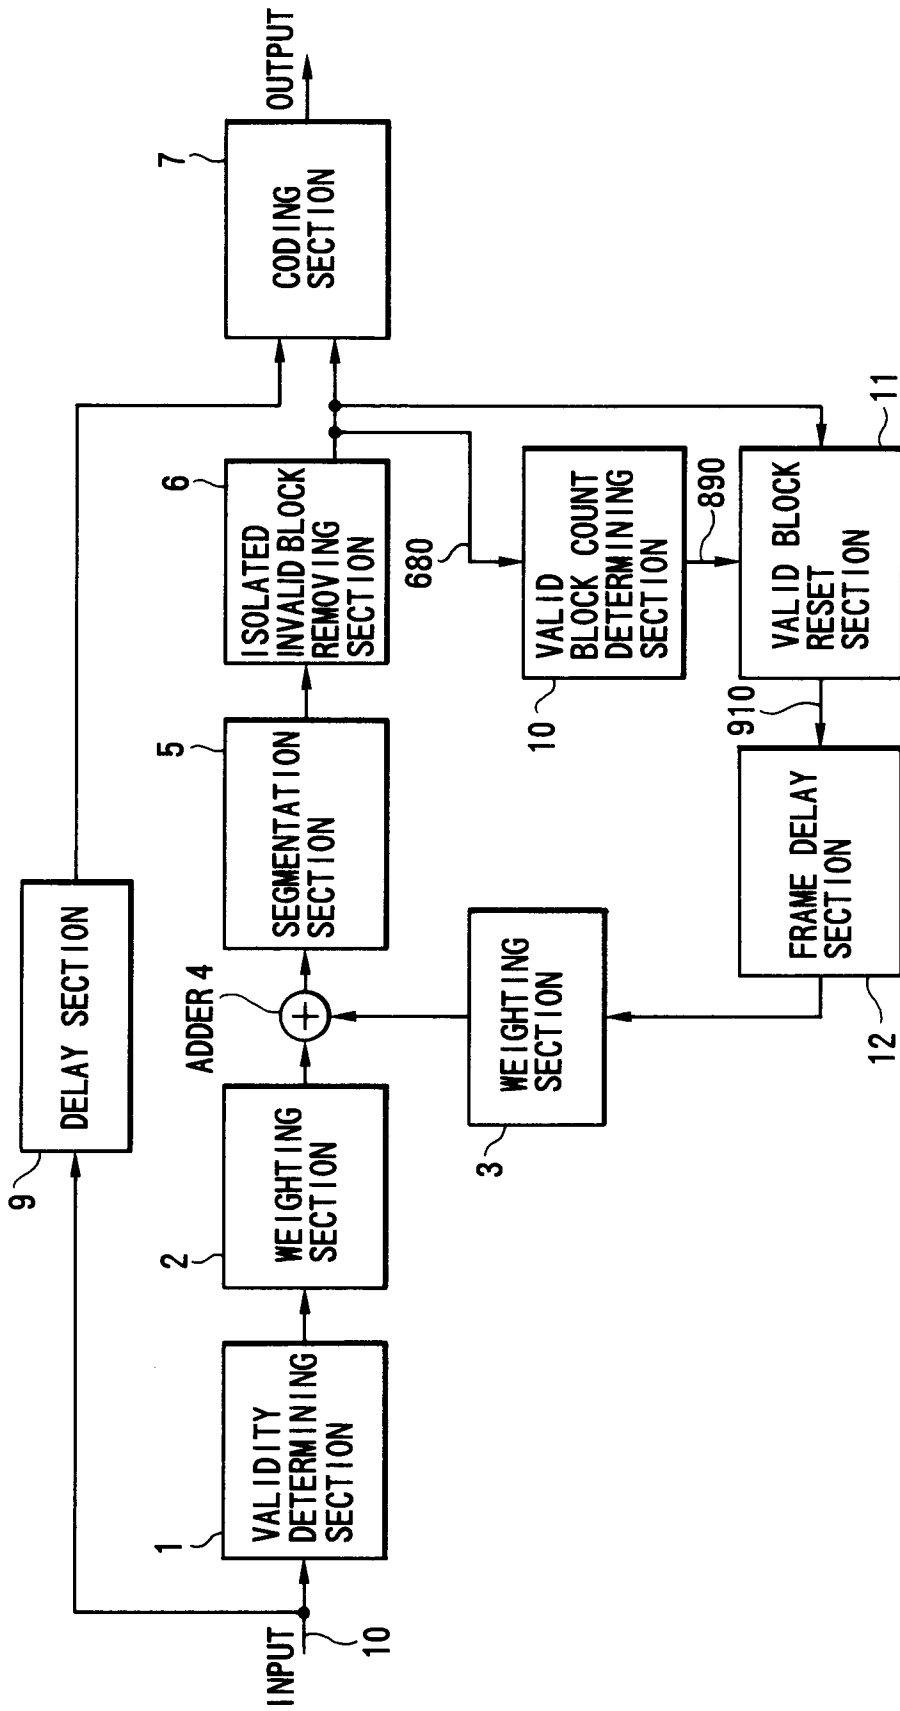 INPUT
10
1
VALIDITY
DETERMINING
SECTION
2
WEIGHTING
SECTION
ADDER 4
+
5
SEGMENTATION
SECTION
6
ISOLATED
INVALID BLOCK
REMOVING
SECTION
7
CODING
SECTION
OUTPUT
9
DELAY SECTION
3
WEIGHTING
SECTION
680
10
VALID
BLOCK COUNT
DETERMINING
SECTION
890
11
VALID BLOCK
RESET
SECTION
910
12
FRAME DELAY
SECTION